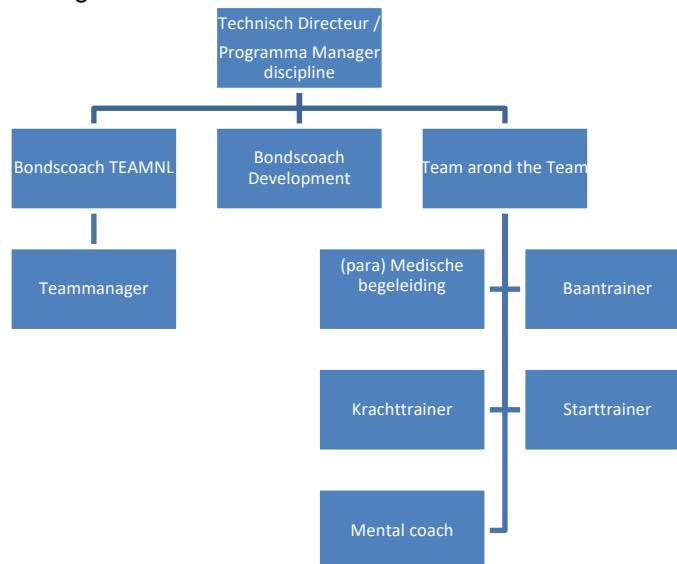 Technisch Directeur /
Programma Manager
discipline
Bondscoach TEAMNL
Bondscoach
Development
Team arond the Team
Teammanager
(para) Medische
begeleiding
Baantrainer
Krachttrainer
Starttrainer
Mental coach